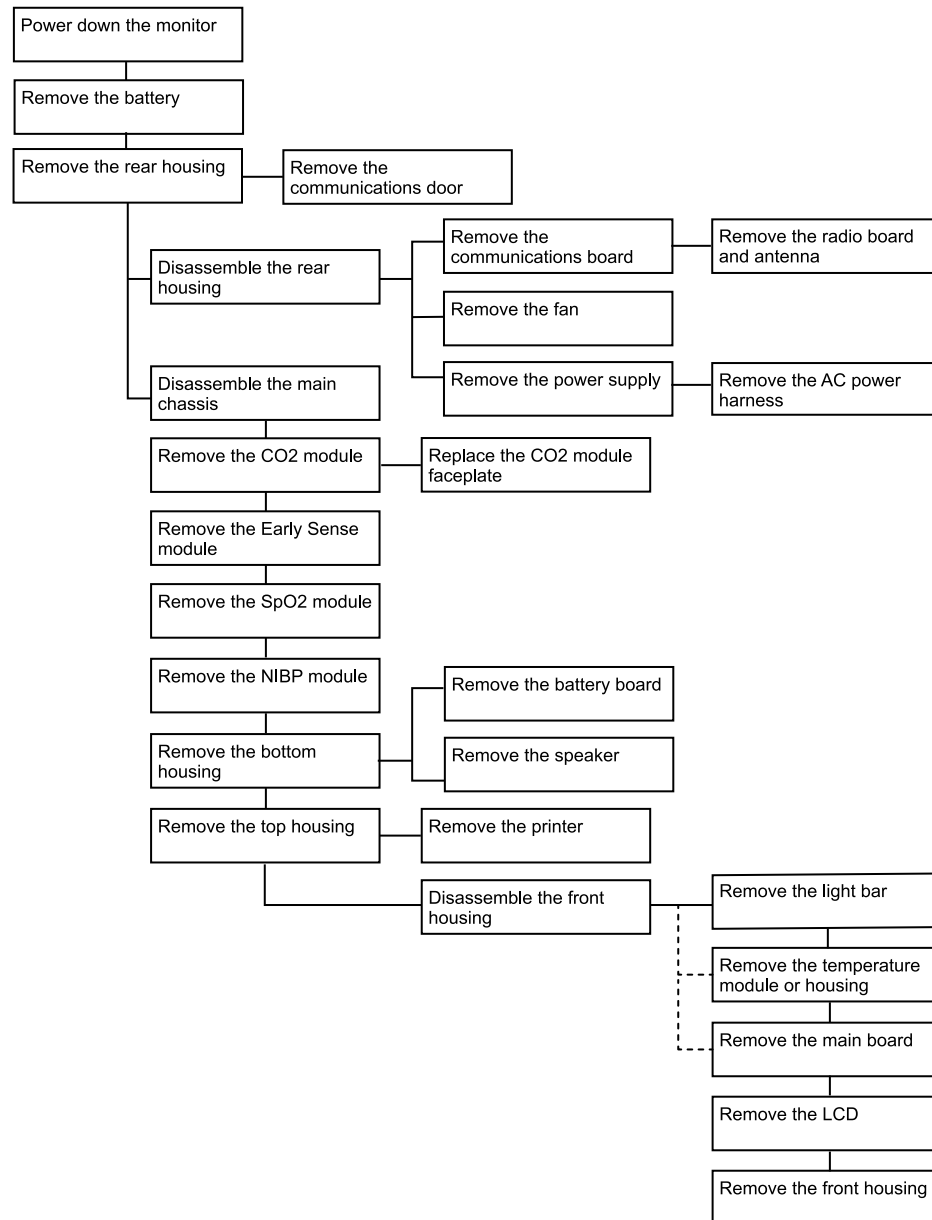 Power down the monitor
Remove the battery
Remove the rear housing
Remove the
communications door
Remove the
communications board
Remove the radio board
and antenna
Disassemble the rear
housing
Remove the fan
Remove the power supply
Remove the AC power
harness
Disassemble the main
chassis
Remove the CO2 module
Replace the CO2 module
faceplate
Remove the Early Sense
module
Remove the SpO2 module
Remove the NIBP module
Remove the battery board
Remove the bottom
housing
Remove the speaker
Remove the top housing
Remove the printer
Disassemble the front
housing
Remove the light bar
Remove the temperature
module or housing
Remove the main board
Remove the LCD
Remove the front housing